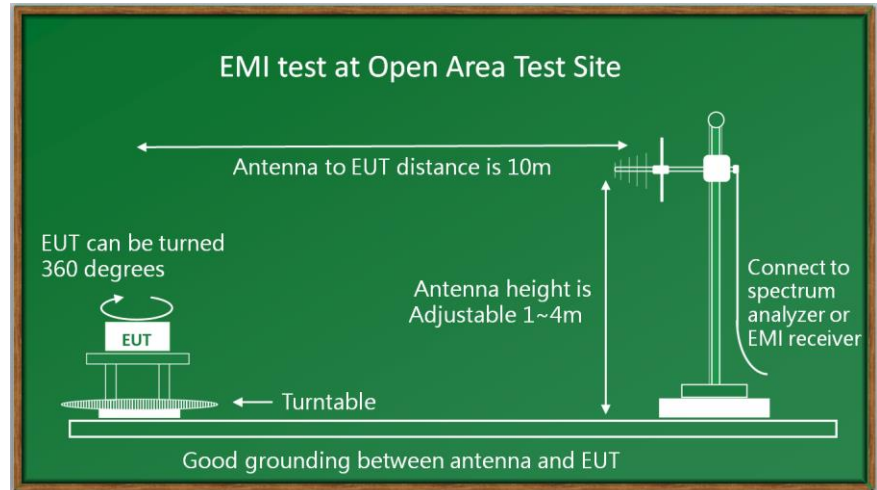 EMI test at Open Area Test Site
Antenna to EUT distance is 10m
EUT can be turned
360 degrees
EUT
Antenna height is
Adjustable 1~4m
Connect to
spectrum
analyzer or
EMI receiver
Turntable
Good grounding between antenna and EUT